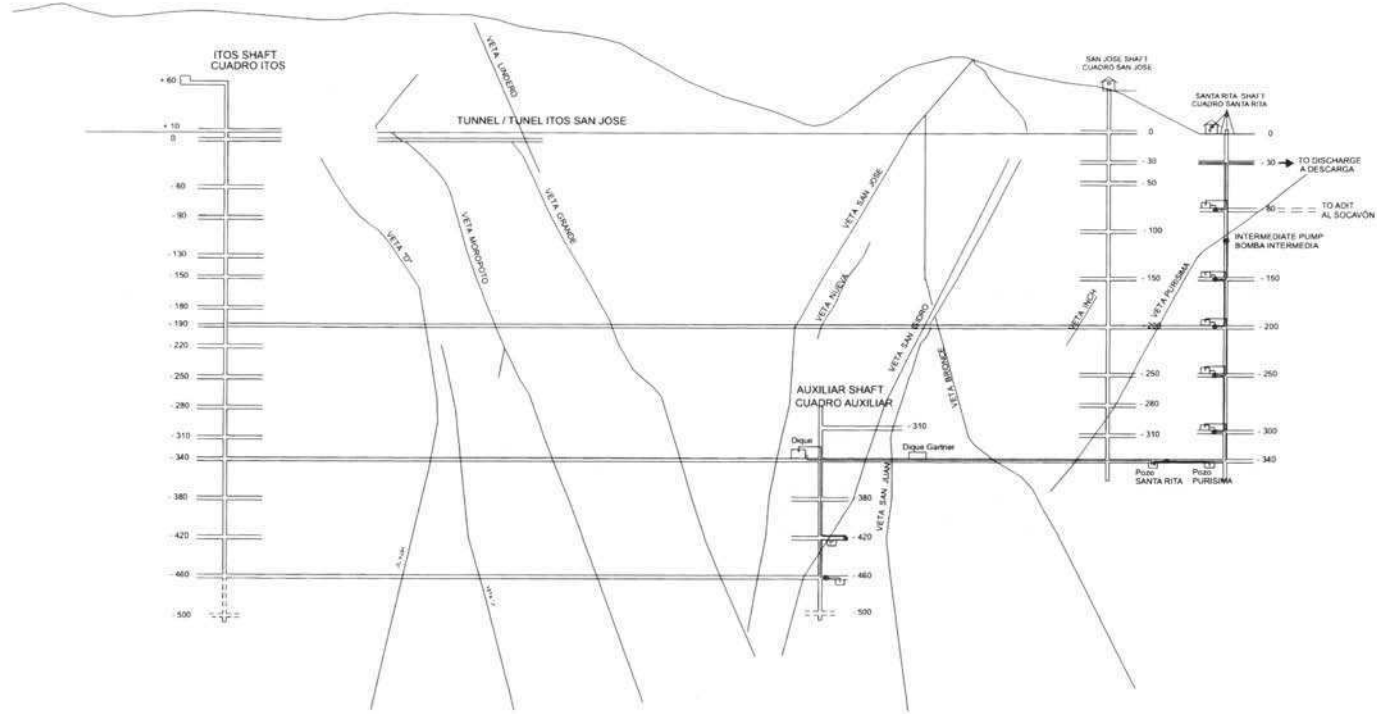 ITOS SHAFT
CUADRO ITOS
+ 60
+ 10
0
- 60
- 90
- 130
- 150
- 180
- 190
- 220
- 250
- 280
- 310
- 340
- 380
- 420
- 460
- 500
VETA LINDERO
TUNNEL / TUNEL ITOS SAN JOSE
VETA "D"
VETA MOROPOTO
VETA GRANDE
VETA SAN JOSE
VETA NUEVA
VETA SAN ISIDRO
VETA BRONCE
VETA SAN JUAN
AUXILIAR SHAFT
CUADRO AUXILIAR
- 310
Dique
Dique Gartner
- 380
- 420
- 460
- 500
SAN JOSE SHAFT
CUADRO SAN JOSE
0
- 30
- 50
- 100
- 150
- 250
- 280
- 310
VETA INCH
VETA PURISIMA
SANTA RITA SHAFT
CUADRO SANTA RITA
0
- 30
TO DISCHARGE
A DESCARGA
- 80
TO ADIT
AL SOCAVÓN
INTERMEDIATE PUMP
BOMBA INTERMEDIA
- 150
- 200
- 250
- 300
- 340
Pozo
SANTA RITA
Pozo
PURISIMA